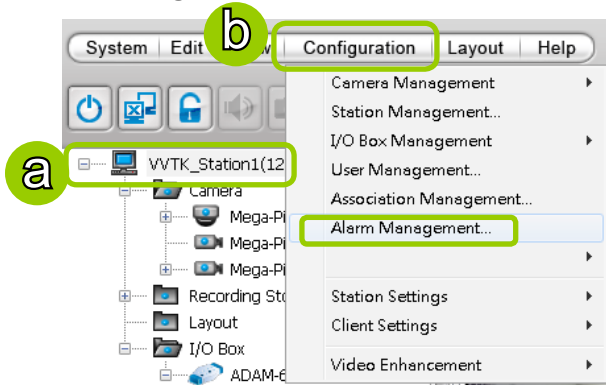 b
System Edit w Configuration Layout Help
Camera Management
Station Management...
I/O Box Management
User Management...
Association Management...
Alarm Management...
Station Settings
Client Settings
Video Enhancement
a
VVTK_Station1(12
Camera
Mega-Pi
Mega-Pi
Mega-Pi
Recording Sto
Layout
I/O Box
ADAM-6